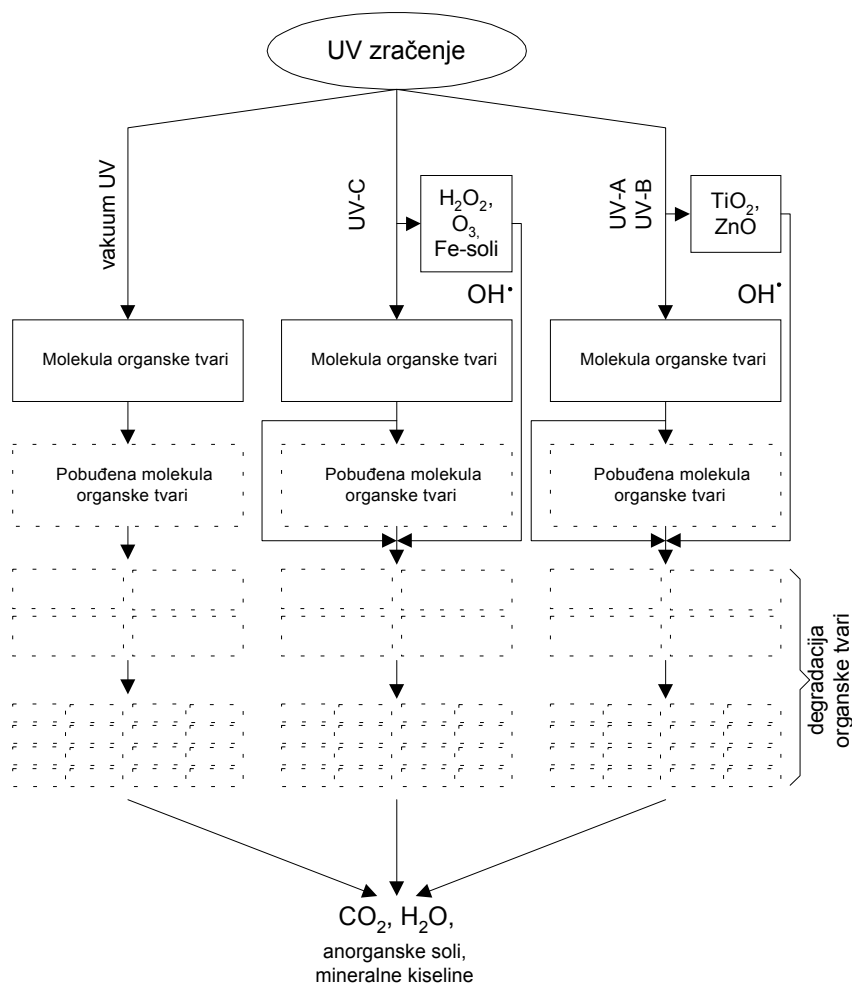 UV zračenje
vakuum UV
UV-C
H₂O₂,
O₃,
Fe-soli
OH•
UV-A
UV-B
TiO₂,
ZnO
OH•
Molekula organske tvari
Molekula organske tvari
Molekula organske tvari
Pobuđena molekula
organske tvari
Pobuđena molekula
organske tvari
Pobuđena molekula
organske tvari
degradacija
organske tvari
CO₂, H₂O,
anorganske soli,
mineralne kiseline